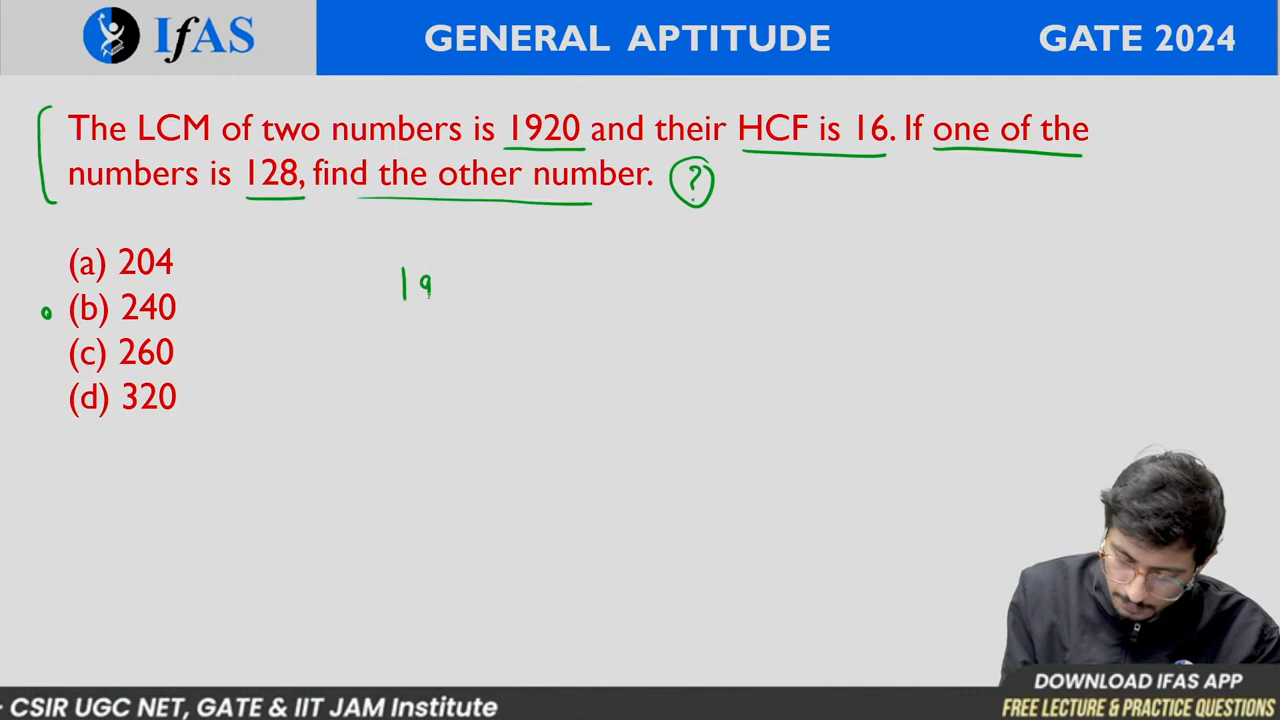 IfAS
GENERAL APTITUDE
GATE 2024
The LCM of two numbers is 1920 and their HCF is 16. If one of the
numbers is 128, find the other number. ?
(a) 204
19
(b) 240
(c) 260
(d) 320
DOWNLOAD IFAS APP
CSIR UGC NET, GATE & IIT JAM Institute
FREE LECTURE & PRACTICE QUESTIONS